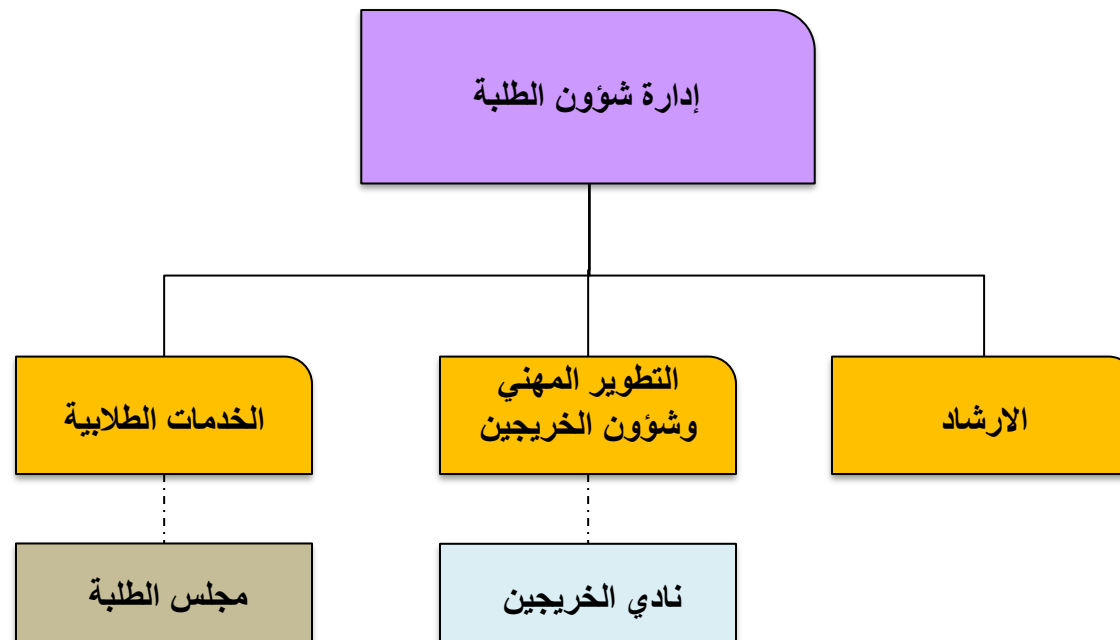 إدارة شؤون الطلبة
الارشاد
التطوير المهني
وشؤون الخريجين
الخدمات الطلابية
نادي الخريجين
مجلس الطلبة